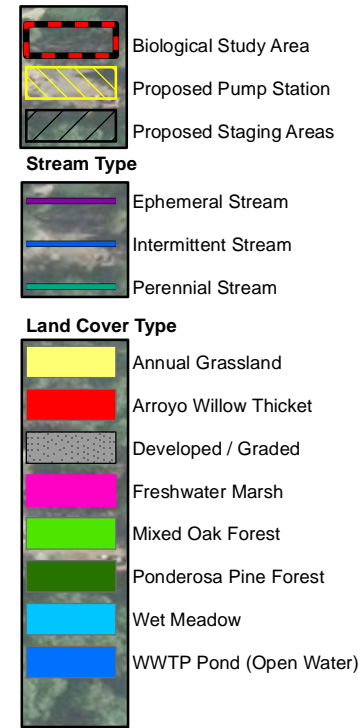 Biological Study Area
Proposed Pump Station
Proposed Staging Areas
Stream Type
Ephemeral Stream
Intermittent Stream
Perennial Stream
Land Cover Type
Annual Grassland
Arroyo Willow Thicket
Developed / Graded
Freshwater Marsh
Mixed Oak Forest
Ponderosa Pine Forest
Wet Meadow
WWTP Pond (Open Water)